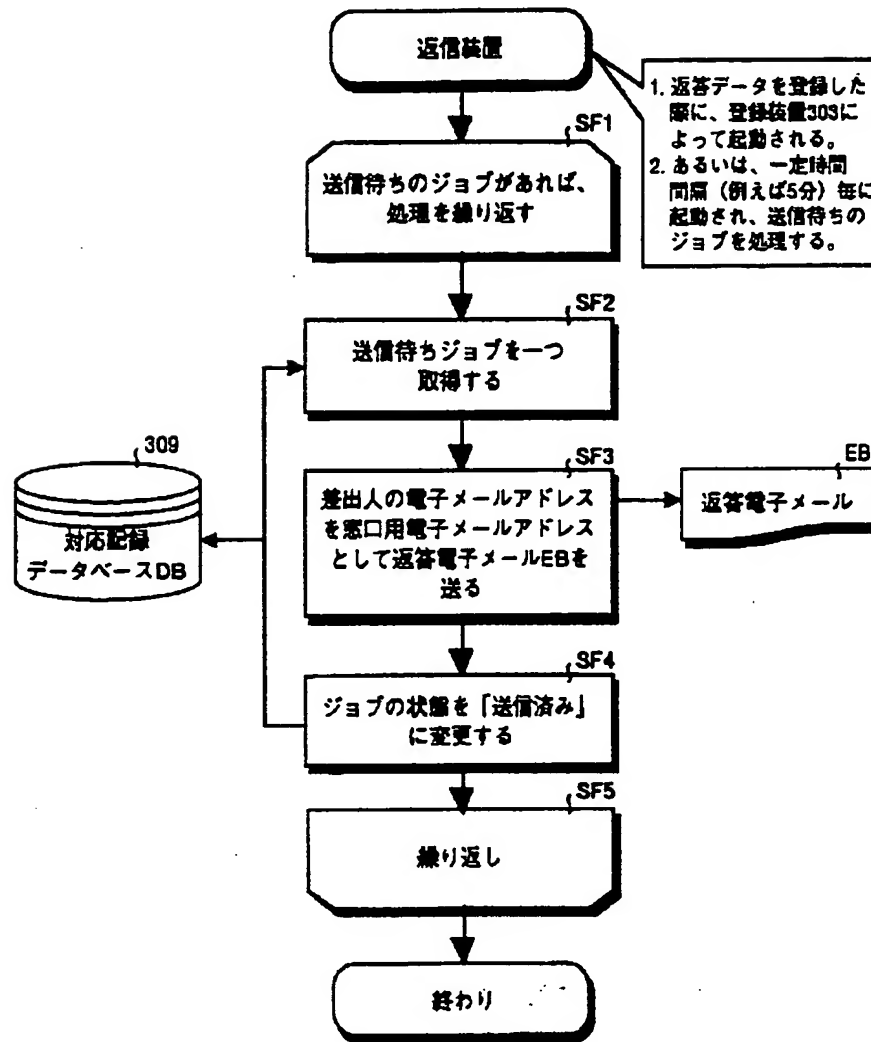 返信装置
1. 返答データを登録した
際に、登録装置303に
よって起動される。
2. あるいは、一定時間
間隔（例えば5分）毎に
起動され、送信待ちの
ジョブを処理する。
SF1
送信待ちのジョブがあれば、
処理を繰り返す
SF2
送信待ちジョブを一つ
取得する
309
対応記録
データベースDB
SF3
差出人の電子メールアドレス
を窓口用電子メールアドレス
として返答電子メールEBを
送る
EB
返答電子メール
SF4
ジョブの状態を「送信済み」
に変更する
SF5
繰り返し
終わり